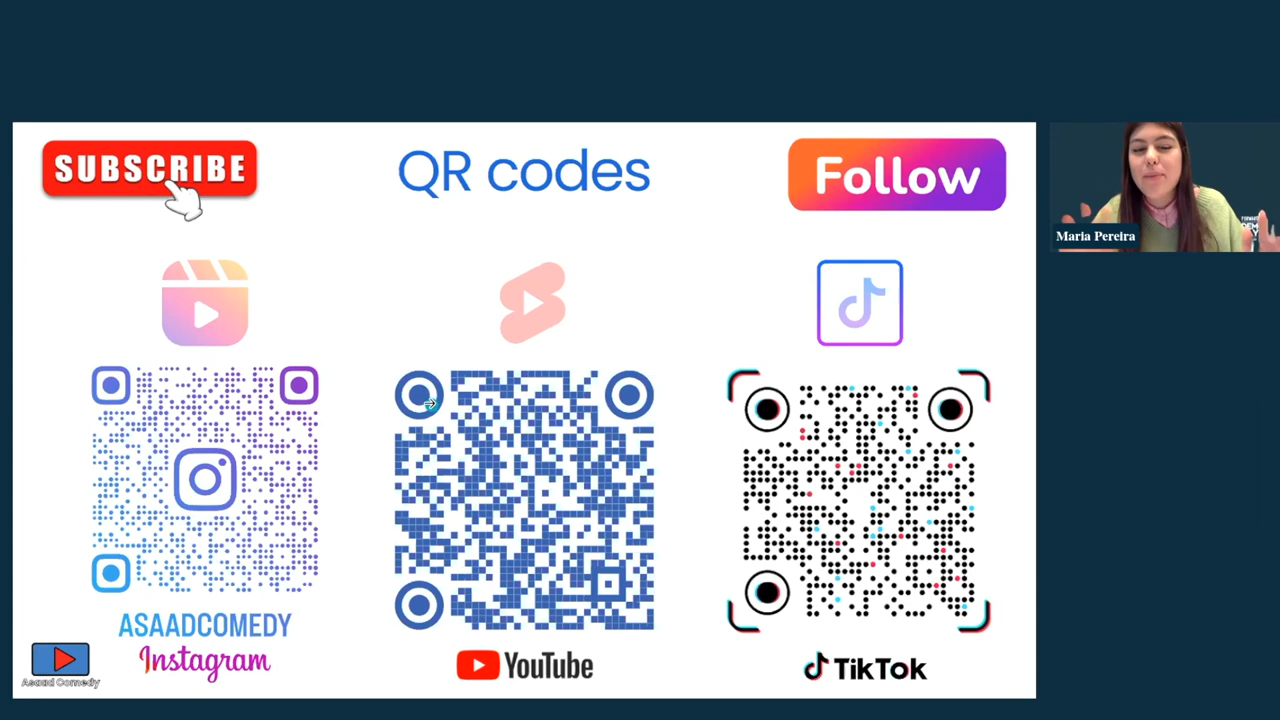 SUBSCRIBE
QR codes
Follow
Maria Pereira
ASAADCOMEDY
Instagram
YouTube
TikTok
Asaad Comedy